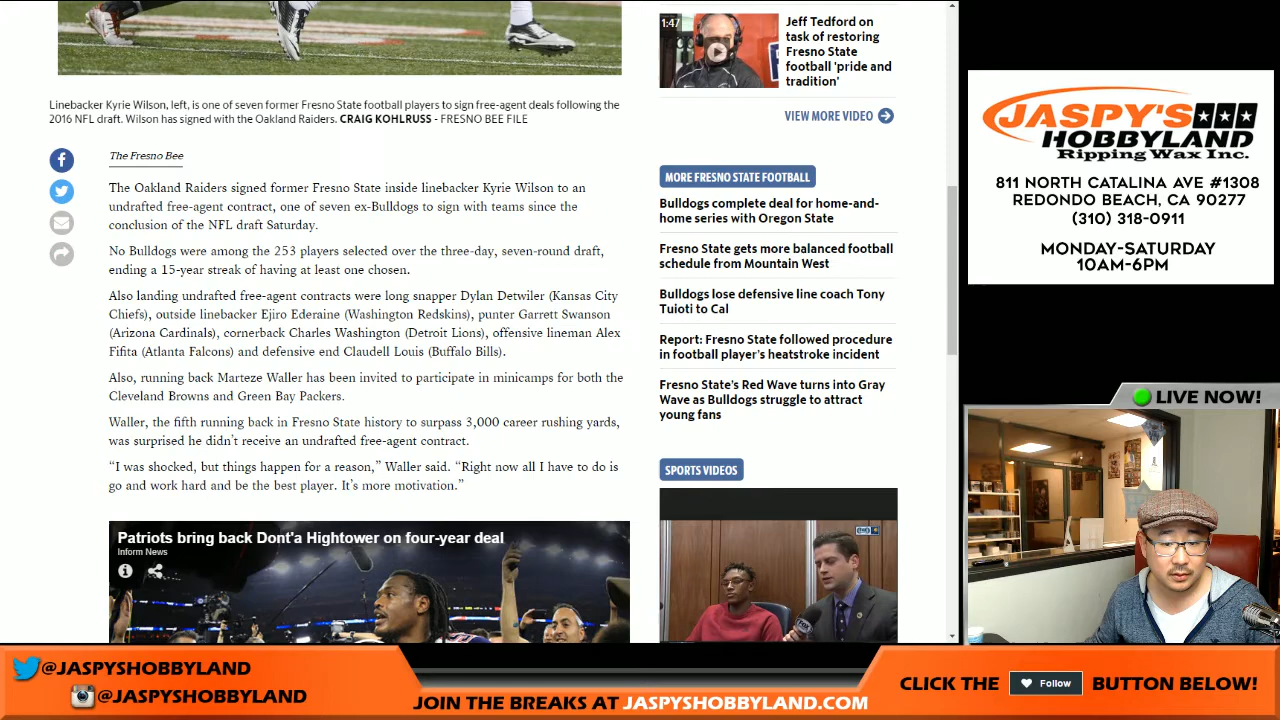 Linebacker Kyrie Wilson, left, is one of seven former Fresno State football players to sign free-agent deals following the
2016 NFL draft. Wilson has signed with the Oakland Raiders. CRAIG KOHLRUSS - FRESNO BEE FILE
The Fresno Bee
The Oakland Raiders signed former Fresno State inside linebacker Kyrie Wilson to an
undrafted free-agent contract, one of seven ex-Bulldogs to sign with teams since the
conclusion of the NFL draft Saturday.
No Bulldogs were among the 253 players selected over the three-day, seven-round draft,
ending a 15-year streak of having at least one chosen.
Also landing undrafted free-agent contracts were long snapper Dylan Detwiler (Kansas City
Chiefs), outside linebacker Ejiro Ederaine (Washington Redskins), punter Garrett Swanson
(Arizona Cardinals), cornerback Charles Washington (Detroit Lions), offensive lineman Alex
Fifita (Atlanta Falcons) and defensive end Claudell Louis (Buffalo Bills).
Also, running back Marteze Waller has been invited to participate in minicamps for both the
Cleveland Browns and Green Bay Packers.
Waller, the fifth running back in Fresno State history to surpass 3,000 career rushing yards,
was surprised he didn't receive an undrafted free-agent contract.
“I was shocked, but things happen for a reason,” Waller said. “Right now all I have to do is
go and work hard and be the best player. It's more motivation.”
Patriots bring back Dont'a Hightower on four-year deal
Inform News
1:47
Jeff Tedford on
task of restoring
Fresno State
football 'pride and
tradition'
VIEW MORE VIDEO
MORE FRESNO STATE FOOTBALL
Bulldogs complete deal for home-and-
home series with Oregon State
Fresno State gets more balanced football
schedule from Mountain West
Bulldogs lose defensive line coach Tony
Tuioti to Cal
Report: Fresno State followed procedure
in football player's heatstroke incident
Fresno State's Red Wave turns into Gray
Wave as Bulldogs struggle to attract
young fans
SPORTS VIDEOS
FOX
JASPY'S
HOBBYLAND
Ripping Wax Inc.
811 NORTH CATALINA AVE #1308
REDONDO BEACH, CA 90277
(310) 318-0911
MONDAY-SATURDAY
10AM-6PM
LIVE NOW!
@JASPYSHOBBYLAND
@JASPYSHOBBYLAND
JOIN THE BREAKS AT JASPYSHOBBYLAND.COM
CLICK THE Follow BUTTON BELOW!